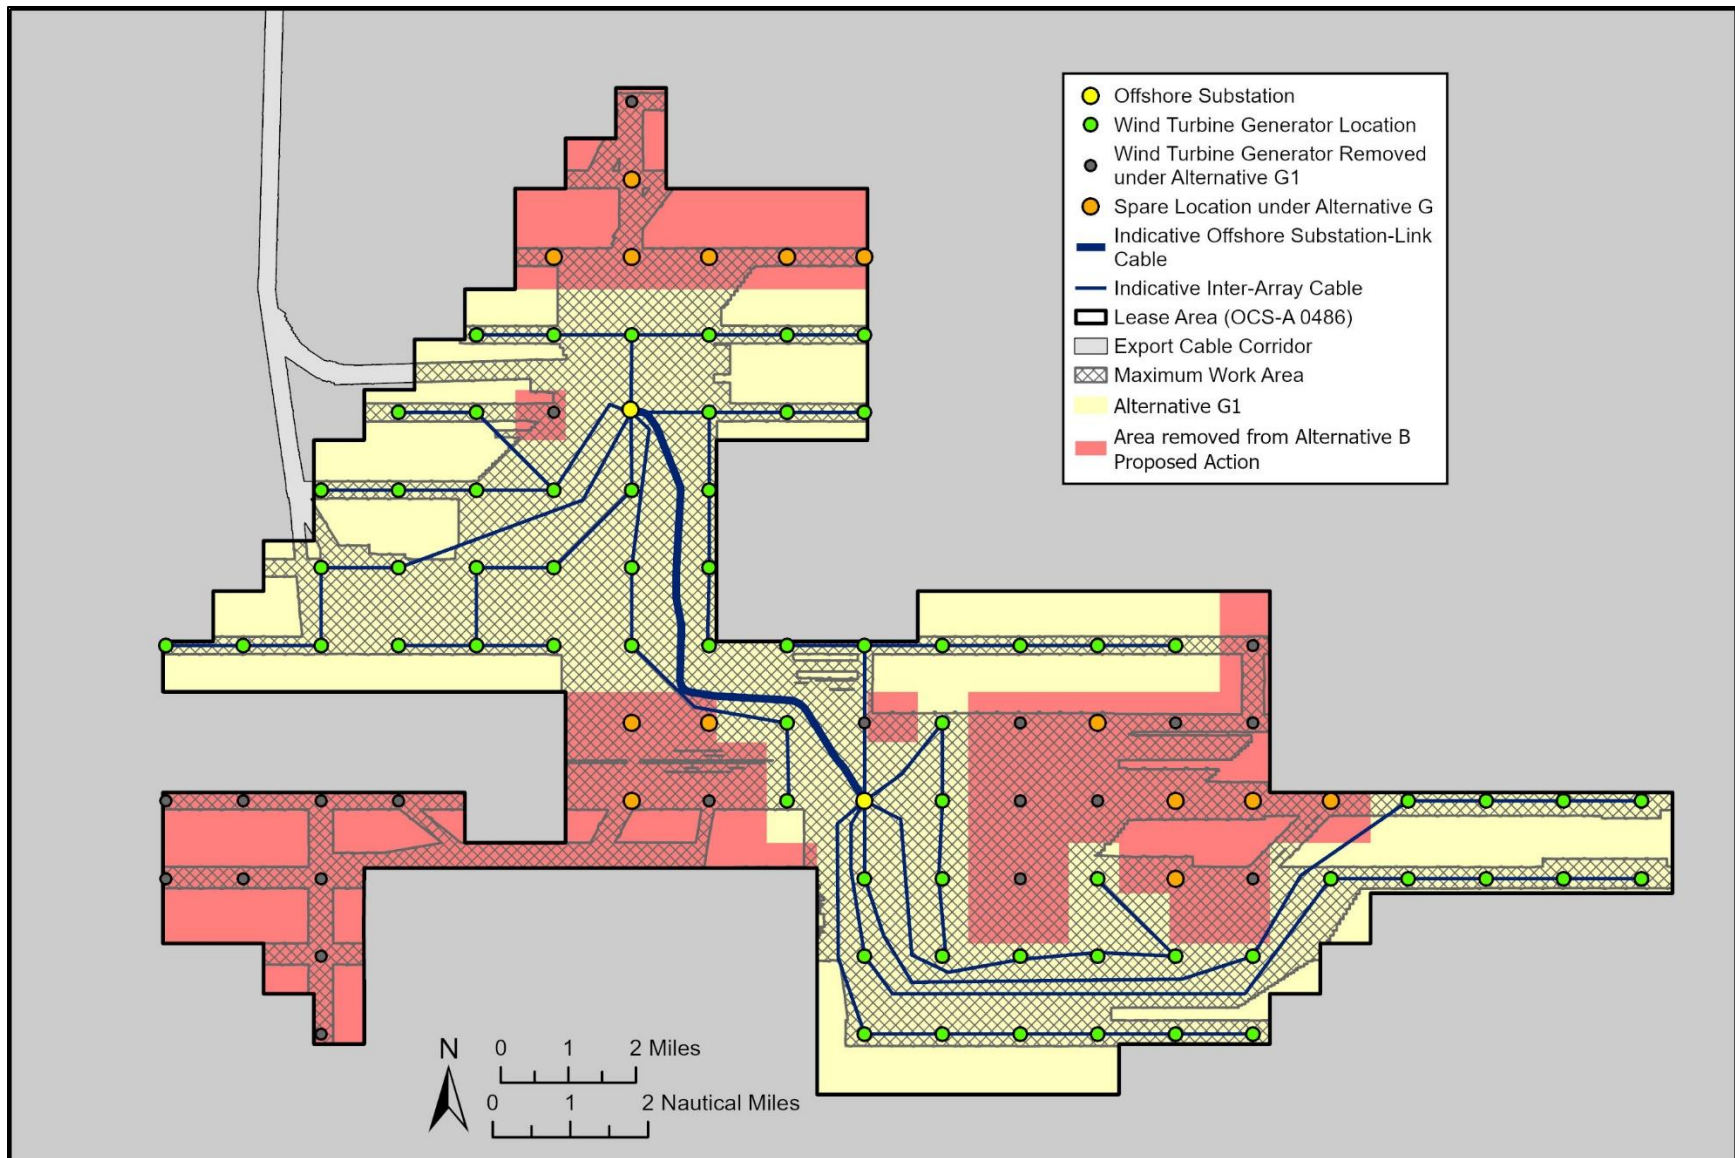 Offshore Substation
Wind Turbine Generator Location
Wind Turbine Generator Removed
under Alternative G1
Spare Location under Alternative G
Indicative Offshore Substation-Link
Cable
Indicative Inter-Array Cable
Lease Area (OCS-A 0486)
Export Cable Corridor
Maximum Work Area
Alternative G1
Area removed from Alternative B
Proposed Action
N
0 1 2 Miles
0 1 2 Nautical Miles